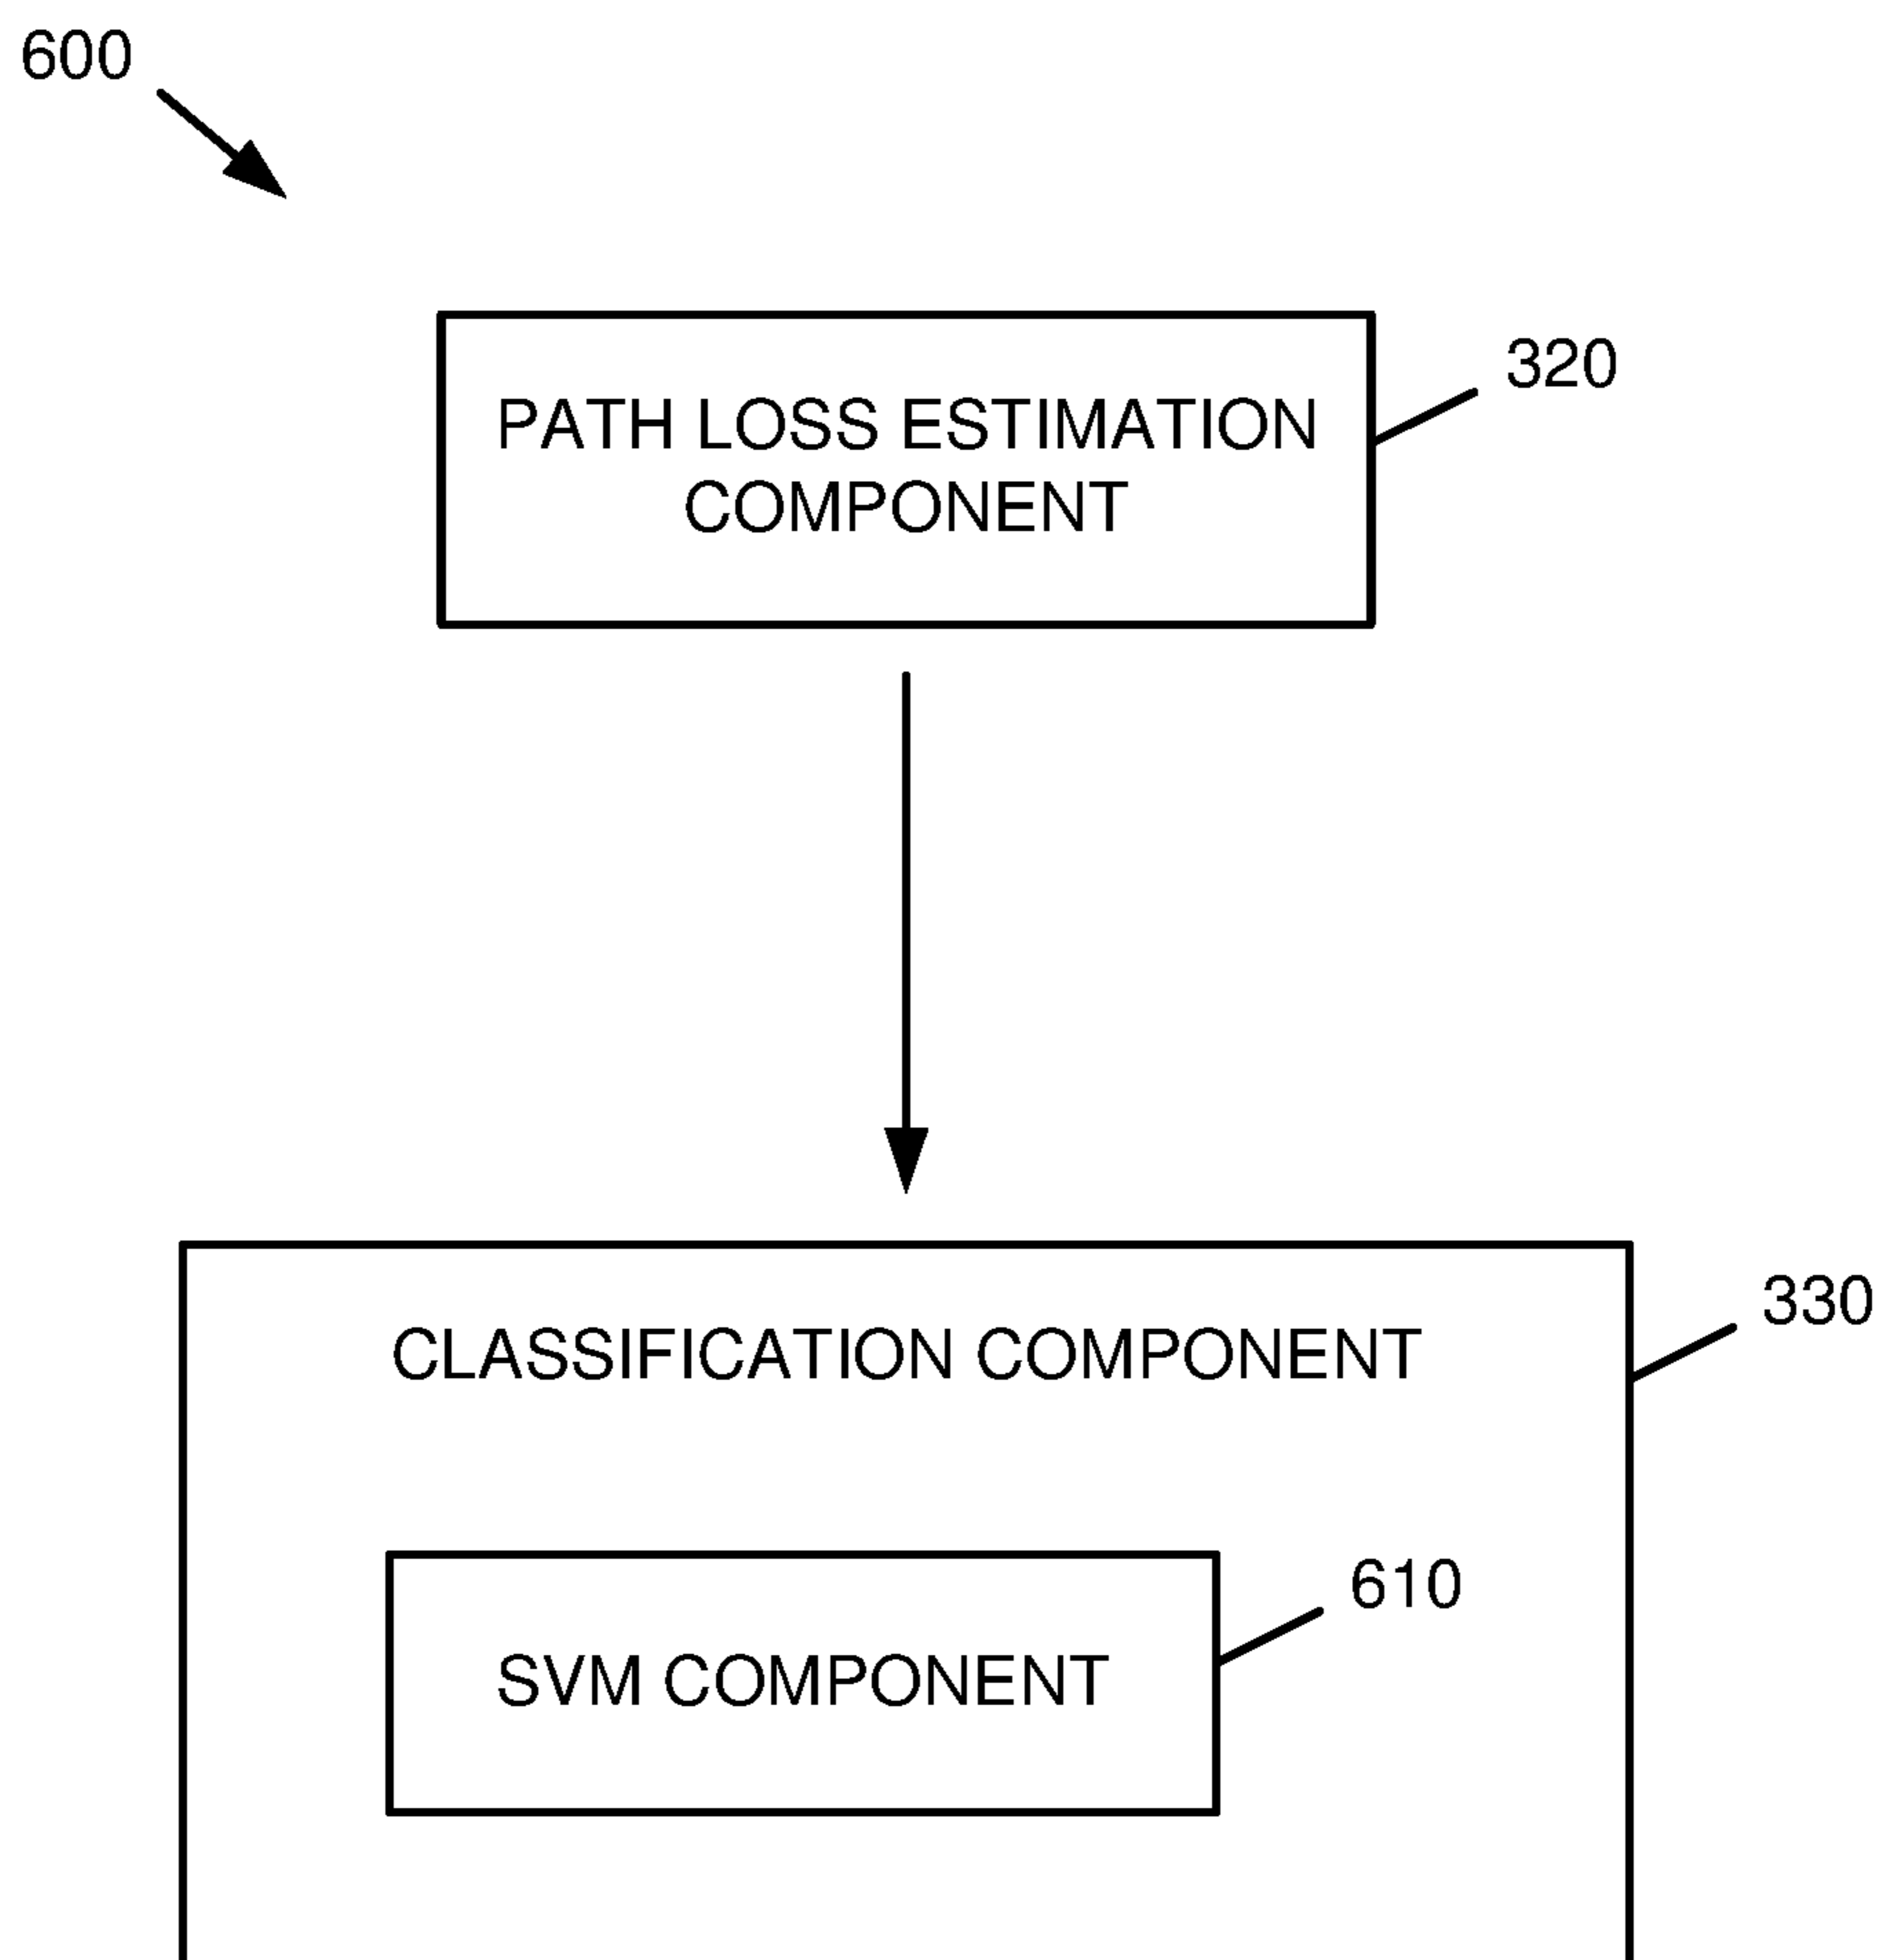 600
PATH LOSS ESTIMATION
COMPONENT
320
CLASSIFICATION COMPONENT
330
SVM COMPONENT
610